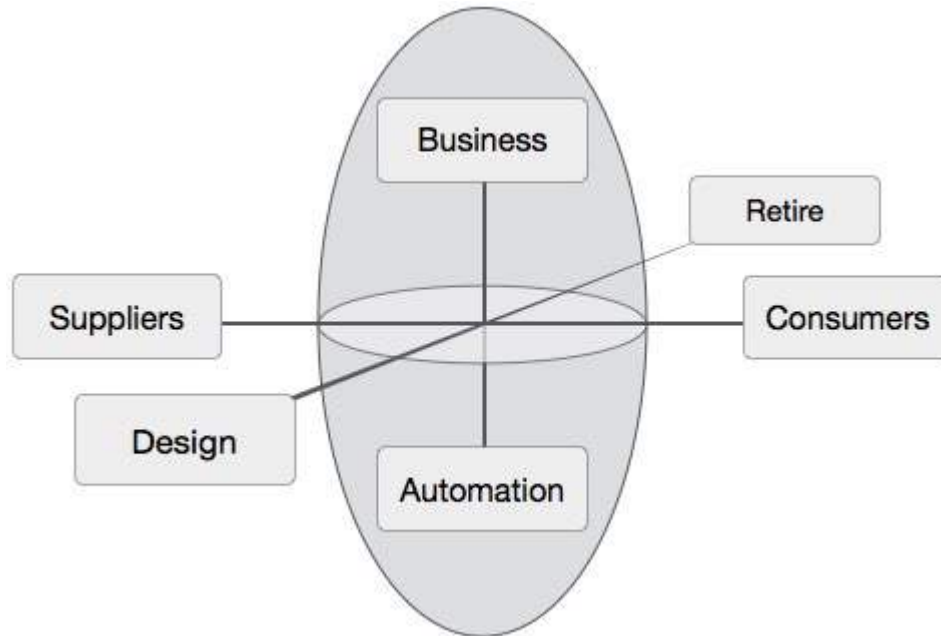 Business
Retire
Suppliers
Consumers
Design
Automation